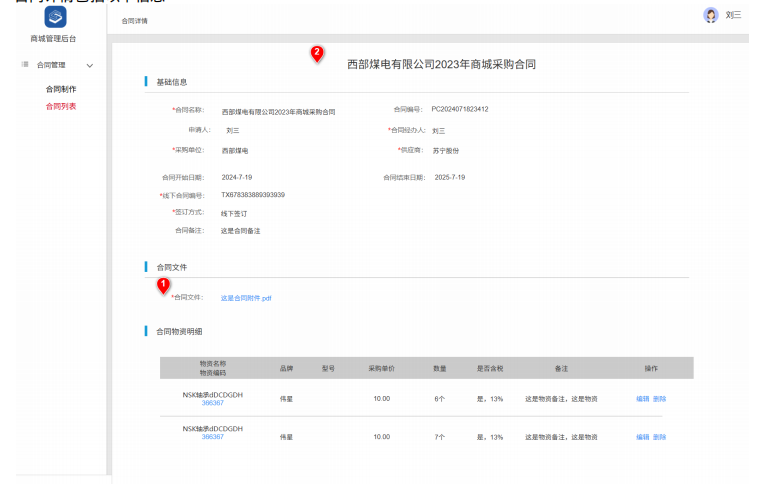 合同详情包括以下信息
商城管理后台
合同详情
刘三
合同管理
合同制作
合同列表
2
西部煤电有限公司2023年商城采购合同
基础信息
*合同名称: 西部煤电有限公司2023年商城采购合同 合同编号: PC2024071823412
申请人: 刘三 *合同经办人: 刘三
*采购单位: 西部煤电 *供应商: 苏宁股份
合同开始日期: 2024-7-19 合同结束日期: 2025-7-19
*线下合同编号: TX678383889393939
*签订方式: 线下签订
合同备注: 这是合同备注
合同文件
1
*合同文件: 这是合同附件.pdf
合同物资明细
物资名称 物资编码 品牌 型号 采购单价 数量 是否含税 备注 操作
NSK轴承dDCDGDH
366367 伟星 10.00 6个 是，13% 这是物资备注，这是物资 编辑 删除
NSK轴承dDCDGDH
366367 伟星 10.00 7个 是，13% 这是物资备注，这是物资 编辑 删除